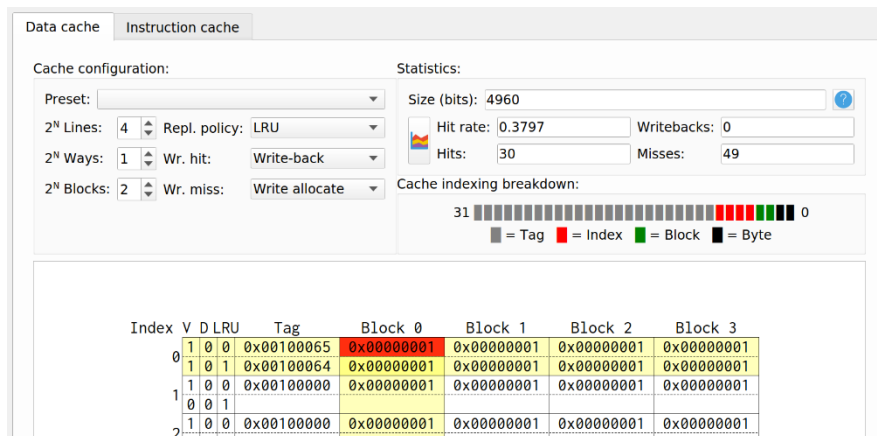 Data cache Instruction cache
Cache configuration: Statistics:
Preset: Size (bits): 4960 ?
2^N Lines: 4 Repl. policy: LRU Hit rate: 0.3797 Writebacks: 0
2^N Ways: 1 Wr. hit: Write-back Hits: 30 Misses: 49
2^N Blocks: 2 Wr. miss: Write allocate Cache indexing breakdown:
31 0
= Tag = Index = Block = Byte
Index V D LRU Tag Block 0 Block 1 Block 2 Block 3
0 1 0 0 0x00100065 0x00000001 0x00000001 0x00000001 0x00000001
1 0 1 0x00100064 0x00000001 0x00000001 0x00000001 0x00000001
1 1 0 0 0x00100000 0x00000001 0x00000001 0x00000001 0x00000001
0 0 1
2 1 0 0 0x00100000 0x00000001 0x00000001 0x00000001 0x00000001